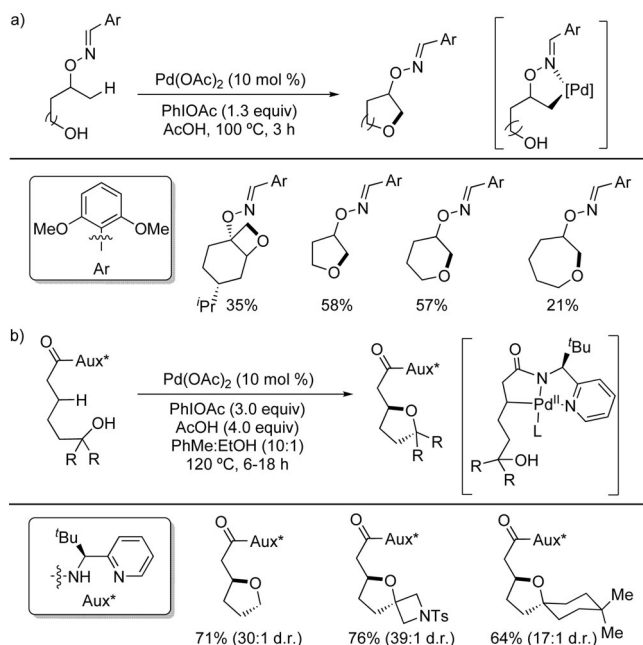 a)
O
N
Ar
H
OH
Pd(OAc)2 (10 mol %)
PhIOAc (1.3 equiv)
AcOH, 100 ºC, 3 h
O
N
Ar
O
O
N
Ar
[Pd]
OH
MeO
OMe
Ar
O
N
Ar
O
iPr
35%
O
N
Ar
O
58%
O
N
Ar
O
57%
O
N
Ar
O
21%
b)
O
Aux*
H
OH
R
R
Pd(OAc)2 (10 mol %)
PhIOAc (3.0 equiv)
AcOH (4.0 equiv)
PhMe:EtOH (10:1)
120 ºC, 6-18 h
O
Aux*
O
R
R
O
tBu
N
PdII
N
L
OH
R
R
tBu
NH
N
Aux*
O
Aux*
O
71% (30:1 d.r.)
O
Aux*
O
NTs
76% (39:1 d.r.)
O
Aux*
O
Me
Me
64% (17:1 d.r.)